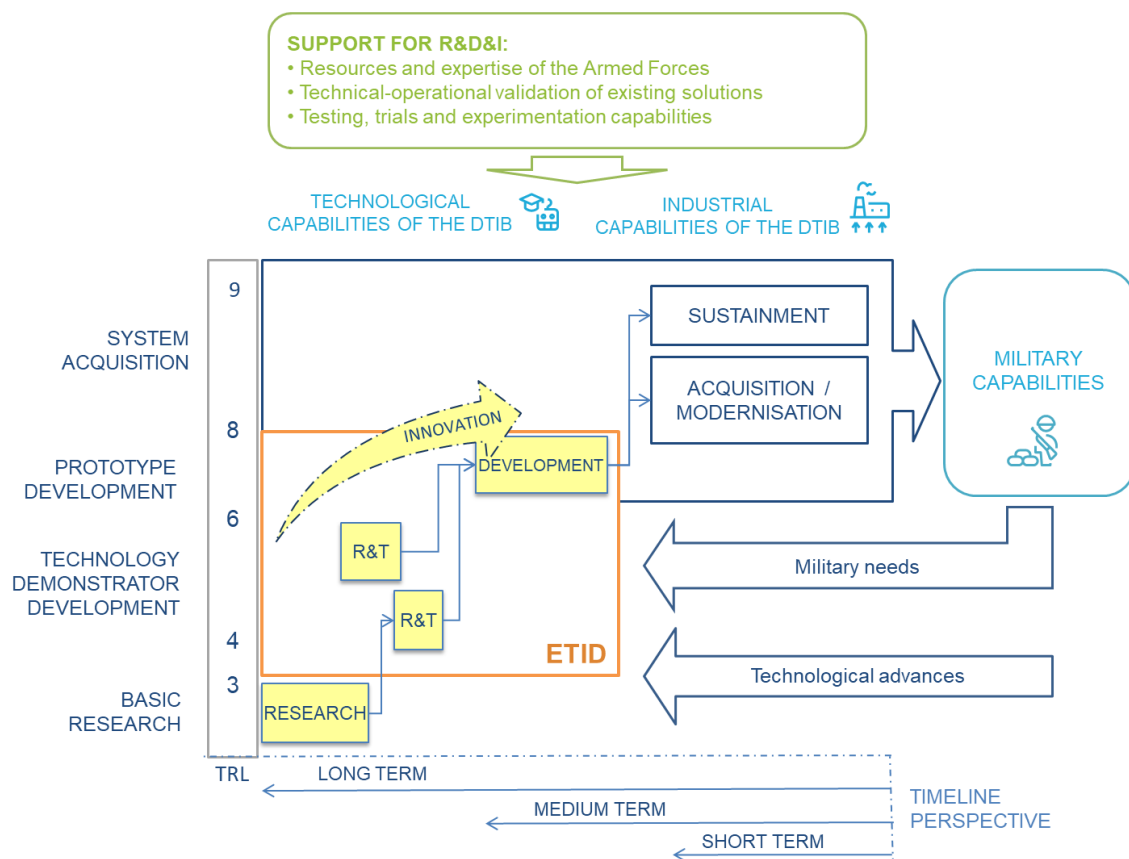 SUPPORT FOR R&D&I:
• Resources and expertise of the Armed Forces
• Technical-operational validation of existing solutions
• Testing, trials and experimentation capabilities
TECHNOLOGICAL
CAPABILITIES OF THE DTIB
INDUSTRIAL
CAPABILITIES OF THE DTIB
9
SYSTEM
ACQUISITION
SUSTAINMENT
ACQUISITION /
MODERNISATION
MILITARY
CAPABILITIES
8
INNOVATION
PROTOTYPE
DEVELOPMENT
DEVELOPMENT
6
R&T
TECHNOLOGY
DEMONSTRATOR
DEVELOPMENT
Military needs
R&T
4
ETID
3
Technological advances
BASIC
RESEARCH
RESEARCH
TRL
LONG TERM
MEDIUM TERM
SHORT TERM
TIMELINE
PERSPECTIVE